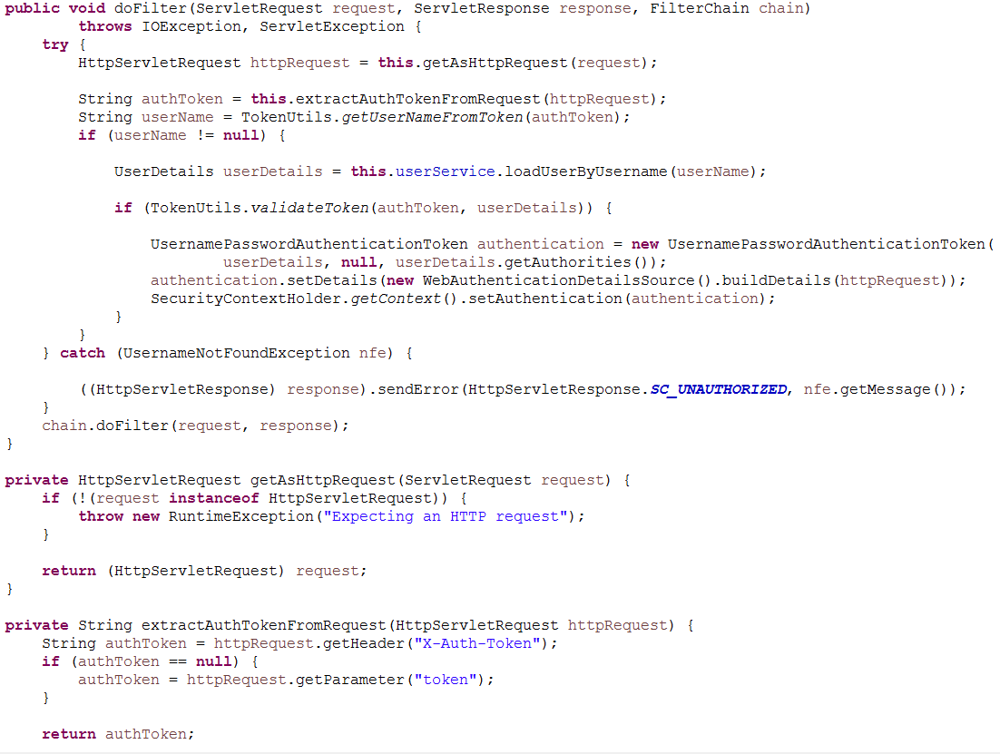 public void doFilter(ServletRequest request, ServletResponse response, FilterChain chain)
        throws IOException, ServletException {
    try {
        HttpServletRequest httpRequest = this.getAsHttpRequest(request);

        String authToken = this.extractAuthTokenFromRequest(httpRequest);
        String userName = TokenUtils.getUserNameFromToken(authToken);
        if (userName != null) {

            UserDetails userDetails = this.userService.loadUserByUsername(userName);

            if (TokenUtils.validateToken(authToken, userDetails)) {

                UsernamePasswordAuthenticationToken authentication = new UsernamePasswordAuthenticationToken(
                        userDetails, null, userDetails.getAuthorities());
                authentication.setDetails(new WebAuthenticationDetailsSource().buildDetails(httpRequest));
                SecurityContextHolder.getContext().setAuthentication(authentication);
            }
        }
    } catch (UsernameNotFoundException nfe) {

        ((HttpServletResponse) response).sendError(HttpServletResponse.SC_UNAUTHORIZED, nfe.getMessage());
    }
    chain.doFilter(request, response);
}

private HttpServletRequest getAsHttpRequest(ServletRequest request) {
    if (!(request instanceof HttpServletRequest)) {
        throw new RuntimeException("Expecting an HTTP request");
    }

    return (HttpServletRequest) request;
}

private String extractAuthTokenFromRequest(HttpServletRequest httpRequest) {
    String authToken = httpRequest.getHeader("X-Auth-Token");
    if (authToken == null) {
        authToken = httpRequest.getParameter("token");
    }

    return authToken;